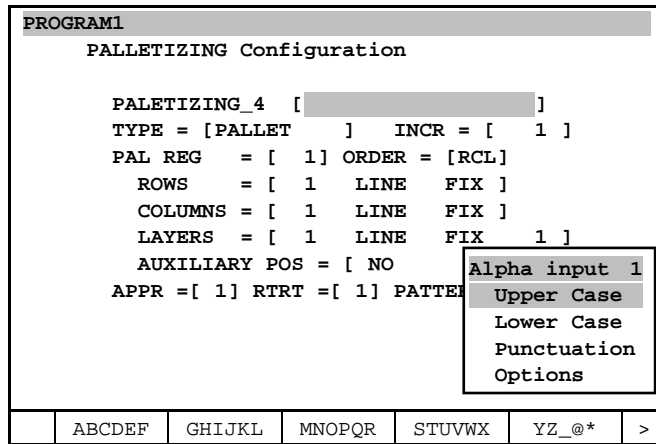 PROGRAM1
PALLETIZING Configuration
PALETIZING_4 [ ]
TYPE = [PALLET ] INCR = [ 1 ]
PAL REG = [ 1] ORDER = [RCL]
ROWS = [ 1 LINE FIX ]
COLUMNS = [ 1 LINE FIX ]
LAYERS = [ 1 LINE FIX 1 ]
AUXILIARY POS = [ NO
APPR =[ 1] RTRT =[ 1] PATTE
Alpha input 1
Upper Case
Lower Case
Punctuation
Options
ABCDEF GHIJKL MNOPQR STUVWX YZ_@* >